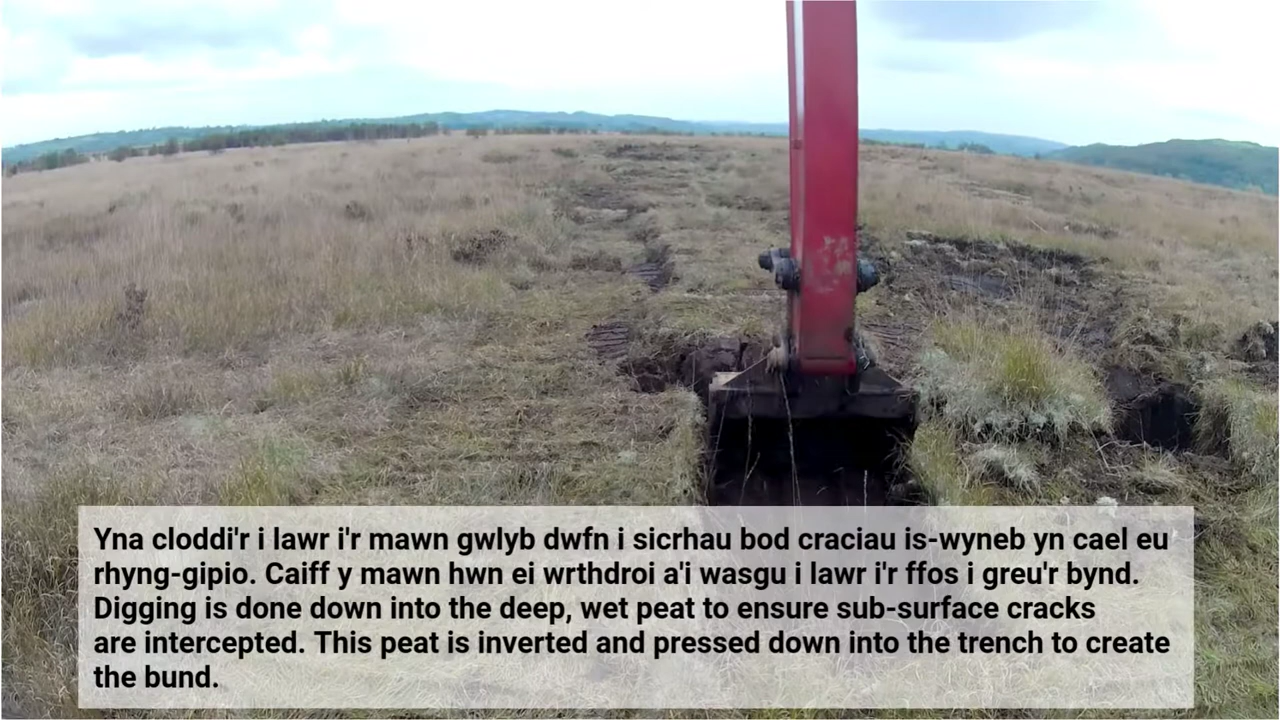 Yna cloddi'r i lawr i'r mawn gwlyb dwfn i sicrhau bod craciau is-wyneb yn cael eu
rhyng-gipio. Caiff y mawn hwn ei wrthdroi a'i wasgu i lawr i'r ffos i greu'r bynd.
Digging is done down into the deep, wet peat to ensure sub-surface cracks
are intercepted. This peat is inverted and pressed down into the trench to create
the bund.